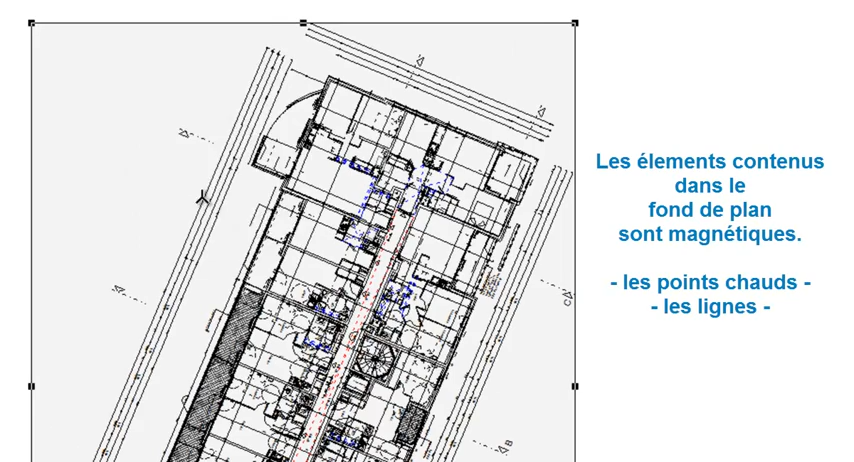 Les élements contenus
dans le
fond de plan
sont magnétiques.
- les points chauds -
- les lignes -
C
B